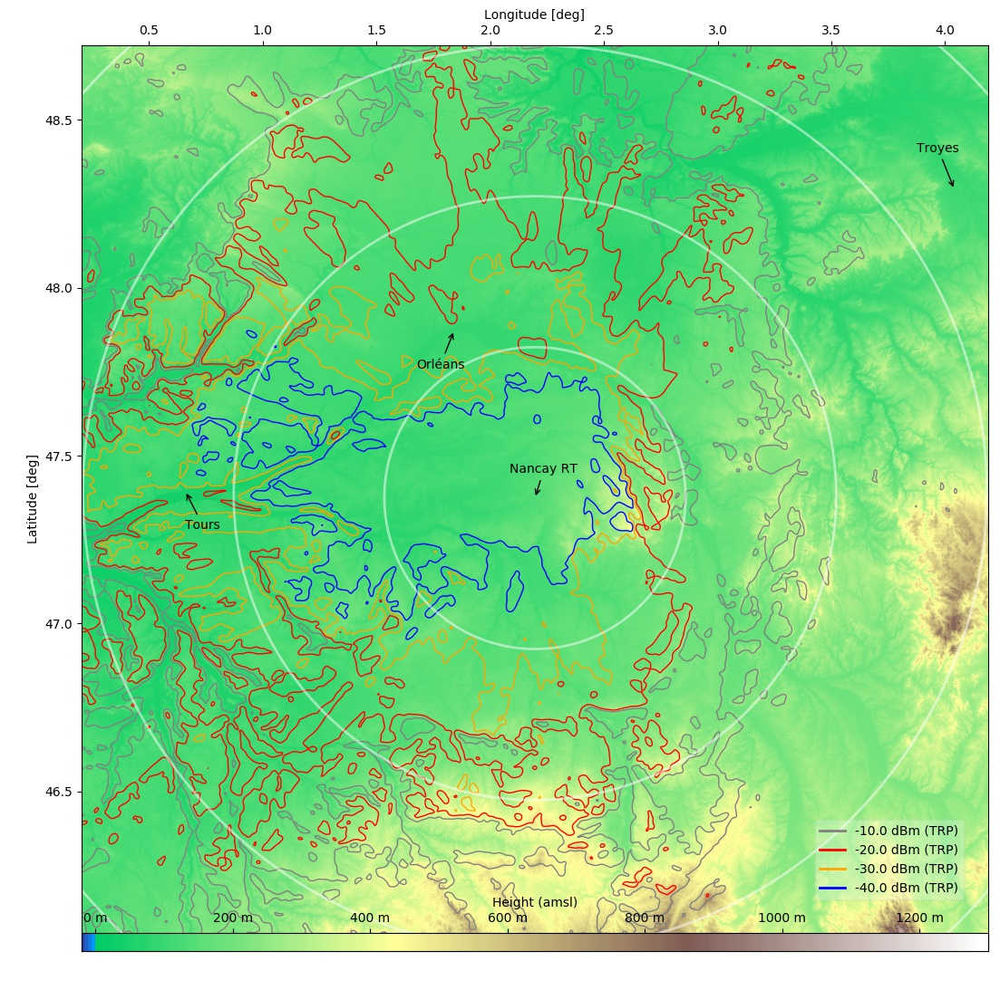 Longitude [deg]
0.5 1.0 1.5 2.0 2.5 3.0 3.5 4.0
48.5
Troyes
48.0
Orléans
47.5
Nancay RT
Latitude [deg]
Tours
47.0
46.5
-10.0 dBm (TRP)
-20.0 dBm (TRP)
-30.0 dBm (TRP)
-40.0 dBm (TRP)
Height (amsl)
0 m 200 m 400 m 600 m 800 m 1000 m 1200 m